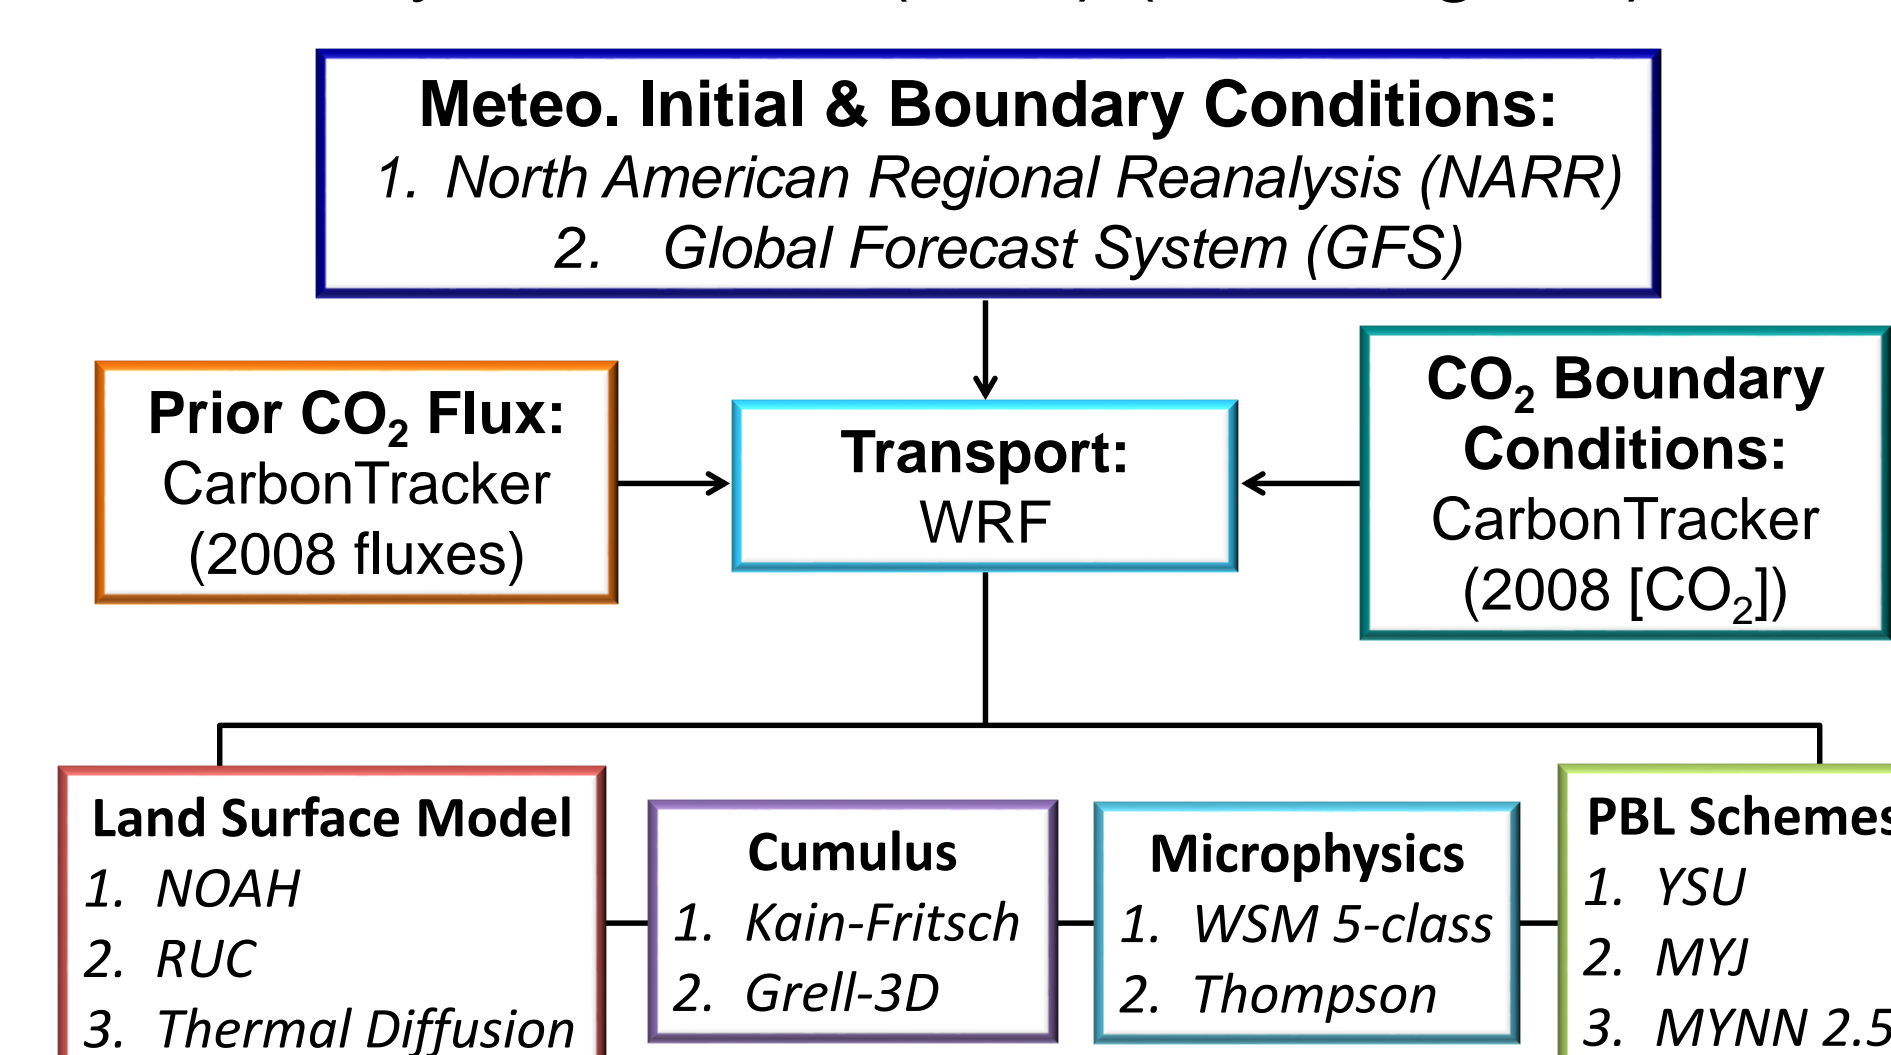 Meteo. Initial & Boundary Conditions:
1. North American Regional Reanalysis (NARR)
2. Global Forecast System (GFS)
Prior CO₂ Flux:
CarbonTracker
(2008 fluxes)
Transport:
WRF
CO₂ Boundary
Conditions:
CarbonTracker
(2008 [CO₂])
Land Surface Model
1. NOAH
2. RUC
3. Thermal Diffusion
Cumulus
1. Kain-Fritsch
2. Grell-3D
Microphysics
1. WSM 5-class
2. Thompson
PBL Schemes
1. YSU
2. MYJ
3. MYNN 2.5